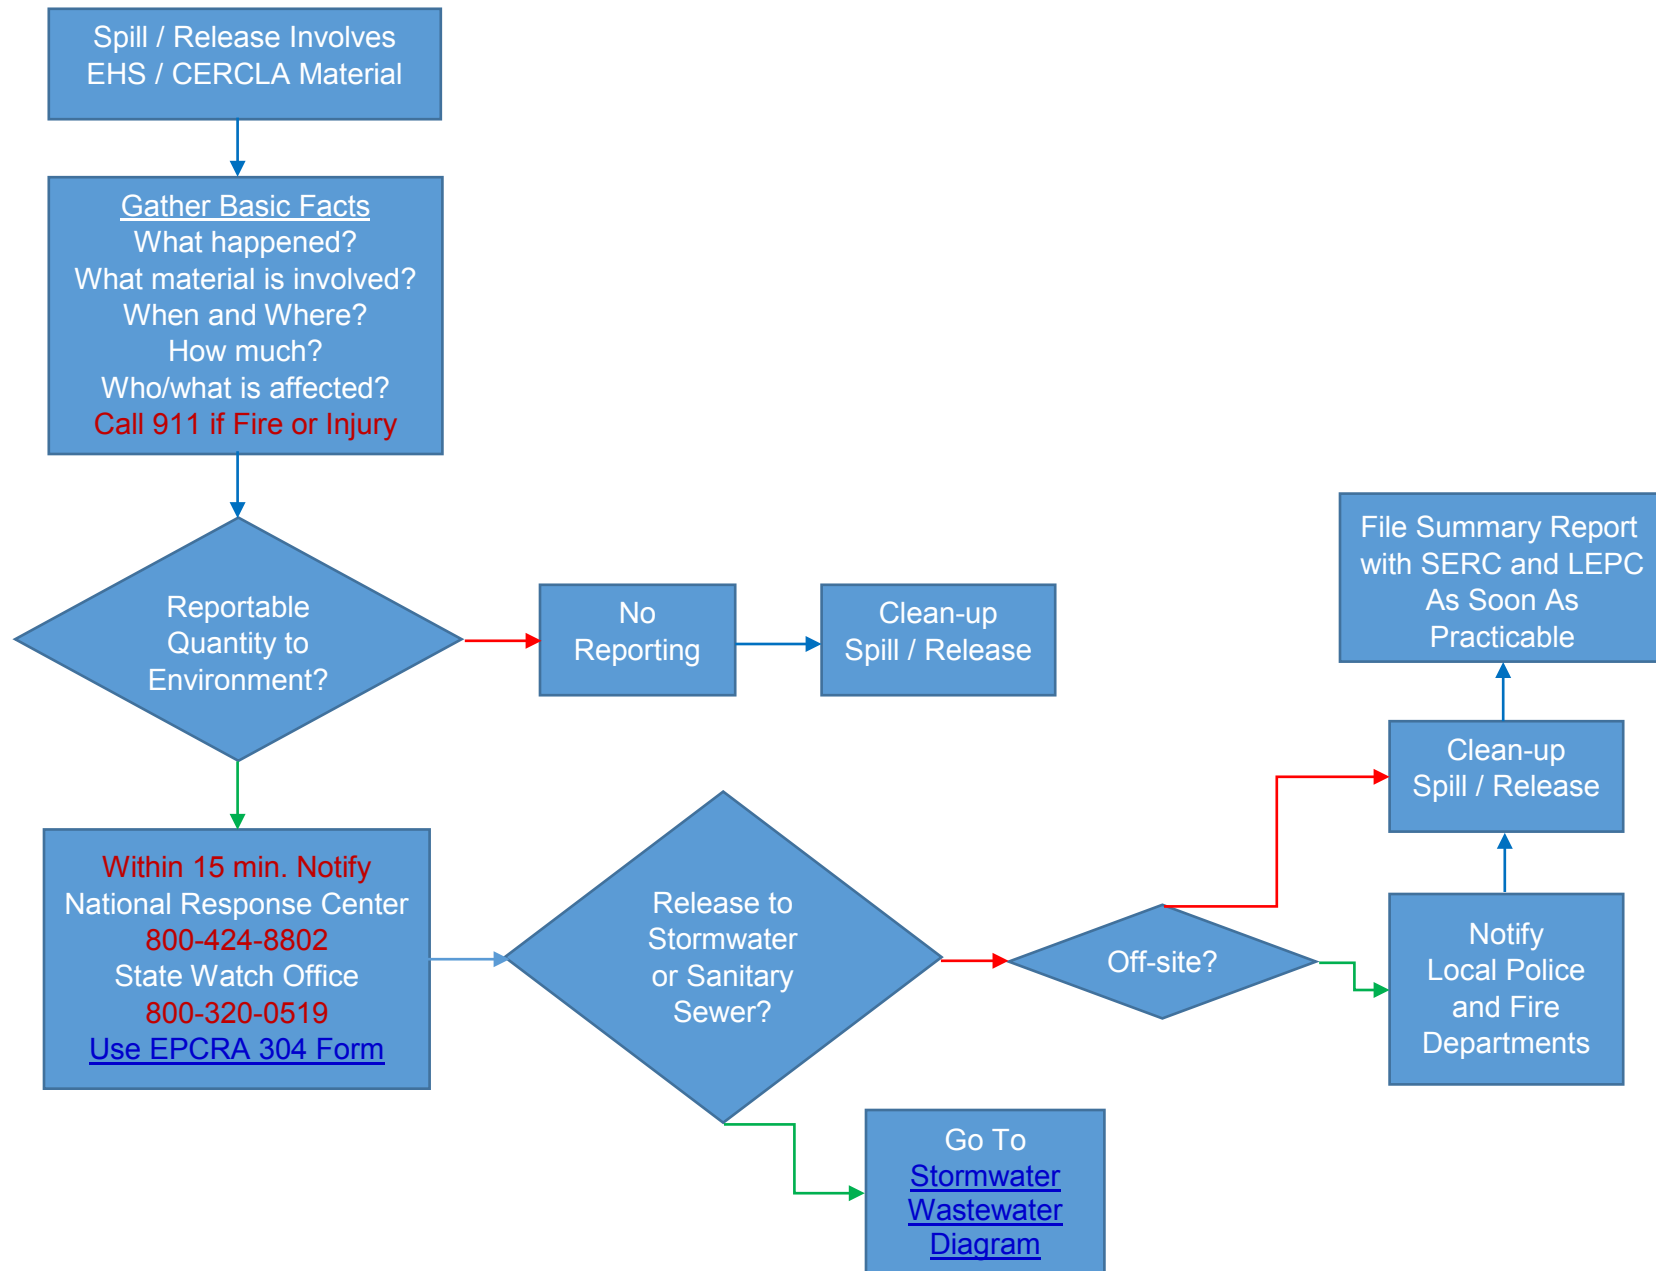 Spill / Release Involves
EHS / CERCLA Material
Gather Basic Facts
What happened?
What material is involved?
When and Where?
How much?
Who/what is affected?
Call 911 if Fire or Injury
Reportable
Quantity to
Environment?
No
Reporting
Clean-up
Spill / Release
File Summary Report
with SERC and LEPC
As Soon As
Practicable
Clean-up
Spill / Release
Within 15 min. Notify
National Response Center
800-424-8802
State Watch Office
800-320-0519
Use EPCRA 304 Form
Release to
Stormwater
or Sanitary
Sewer?
Off-site?
Notify
Local Police
and Fire
Departments
Go To
Stormwater
Wastewater
Diagram